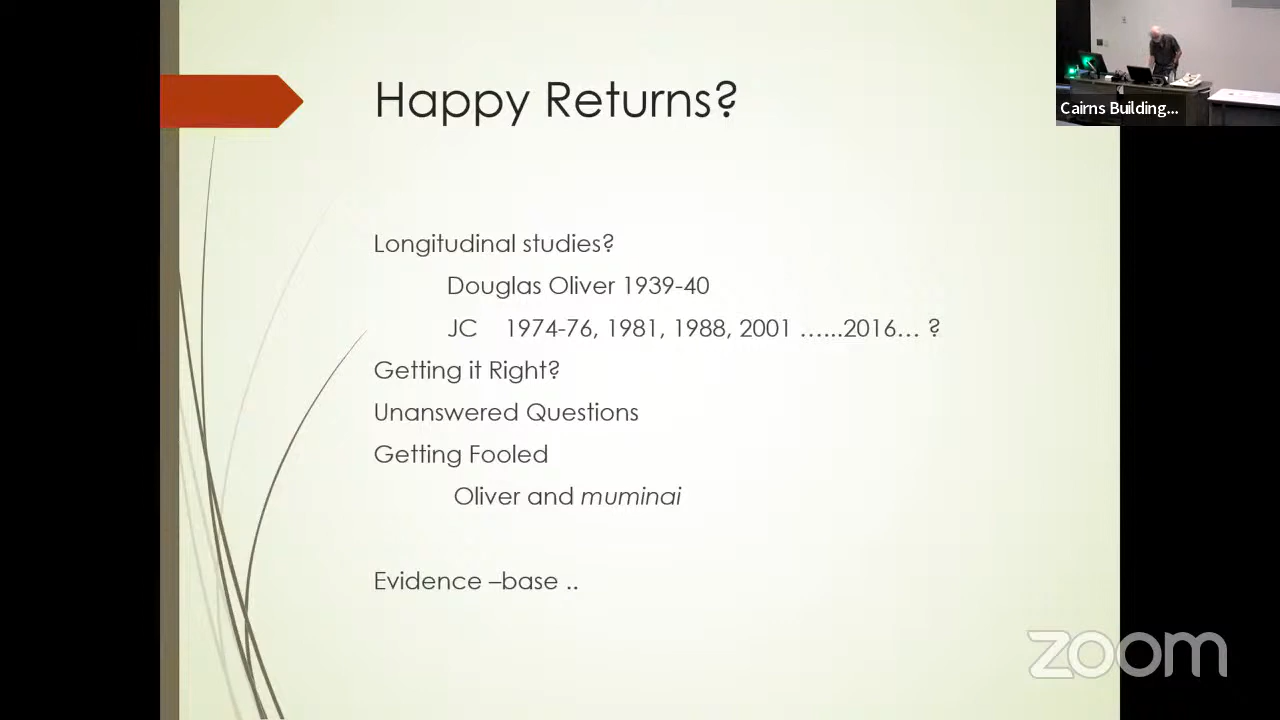 Happy Returns?
Cairns Building...
Longitudinal studies?
Douglas Oliver 1939-40
JC 1974-76, 1981, 1988, 2001 ......2016... ?
Getting it Right?
Unanswered Questions
Getting Fooled
Oliver and muminai
Evidence –base ..
zoom